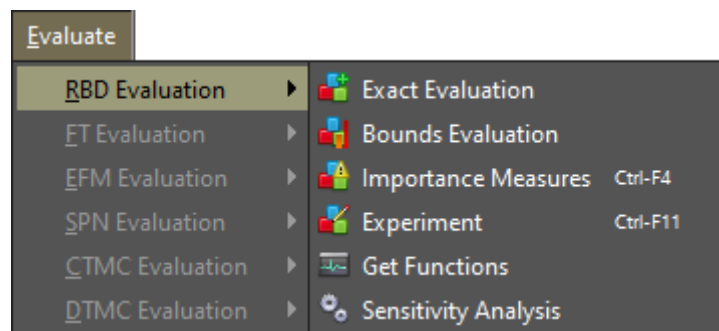 Evaluate
RBD Evaluation
Exact Evaluation
FT Evaluation
Bounds Evaluation
EFM Evaluation
Importance Measures Ctrl-F4
SPN Evaluation
Experiment Ctrl-F11
CTMC Evaluation
Get Functions
DTMC Evaluation
Sensitivity Analysis